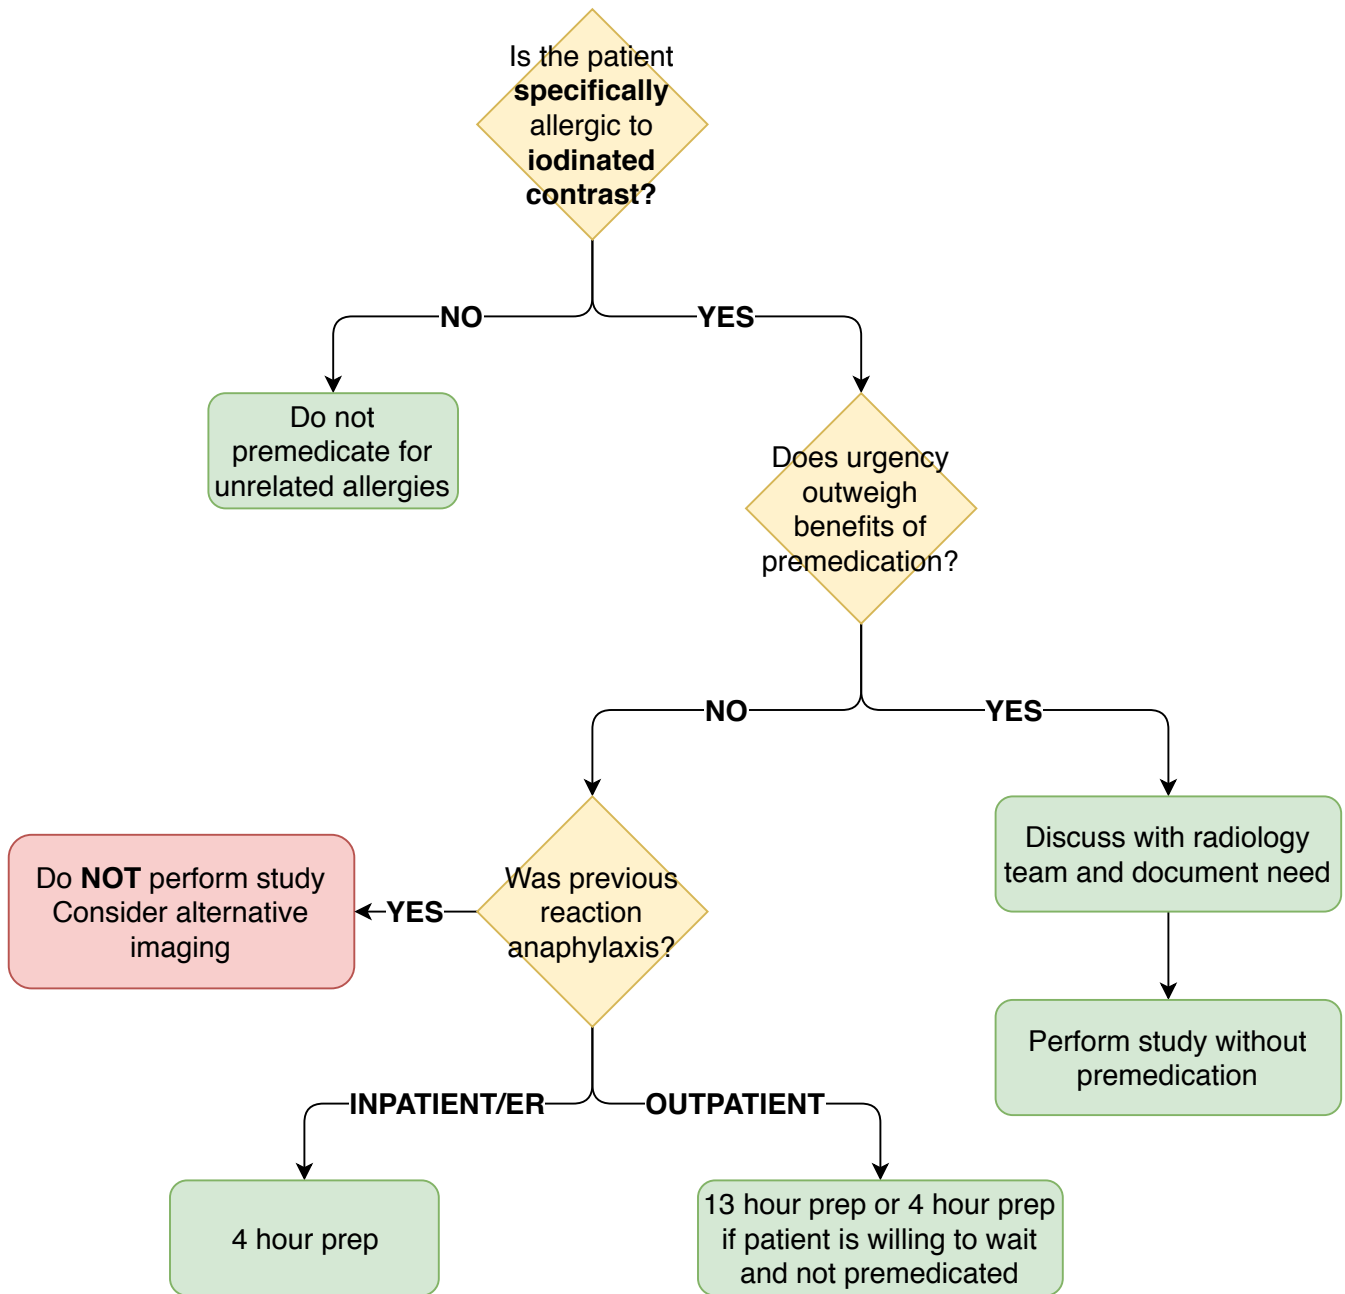 Is the patient
specifically
allergic to
iodinated
contrast?
NO
YES
Do not
premedicate for
unrelated allergies
Does urgency
outweigh
benefits of
premedication?
NO
YES
Do NOT perform study
Consider alternative
imaging
YES
Was previous
reaction
anaphylaxis?
Discuss with radiology
team and document need
Perform study without
premedication
INPATIENT/ER
OUTPATIENT
4 hour prep
13 hour prep or 4 hour prep
if patient is willing to wait
and not premedicated